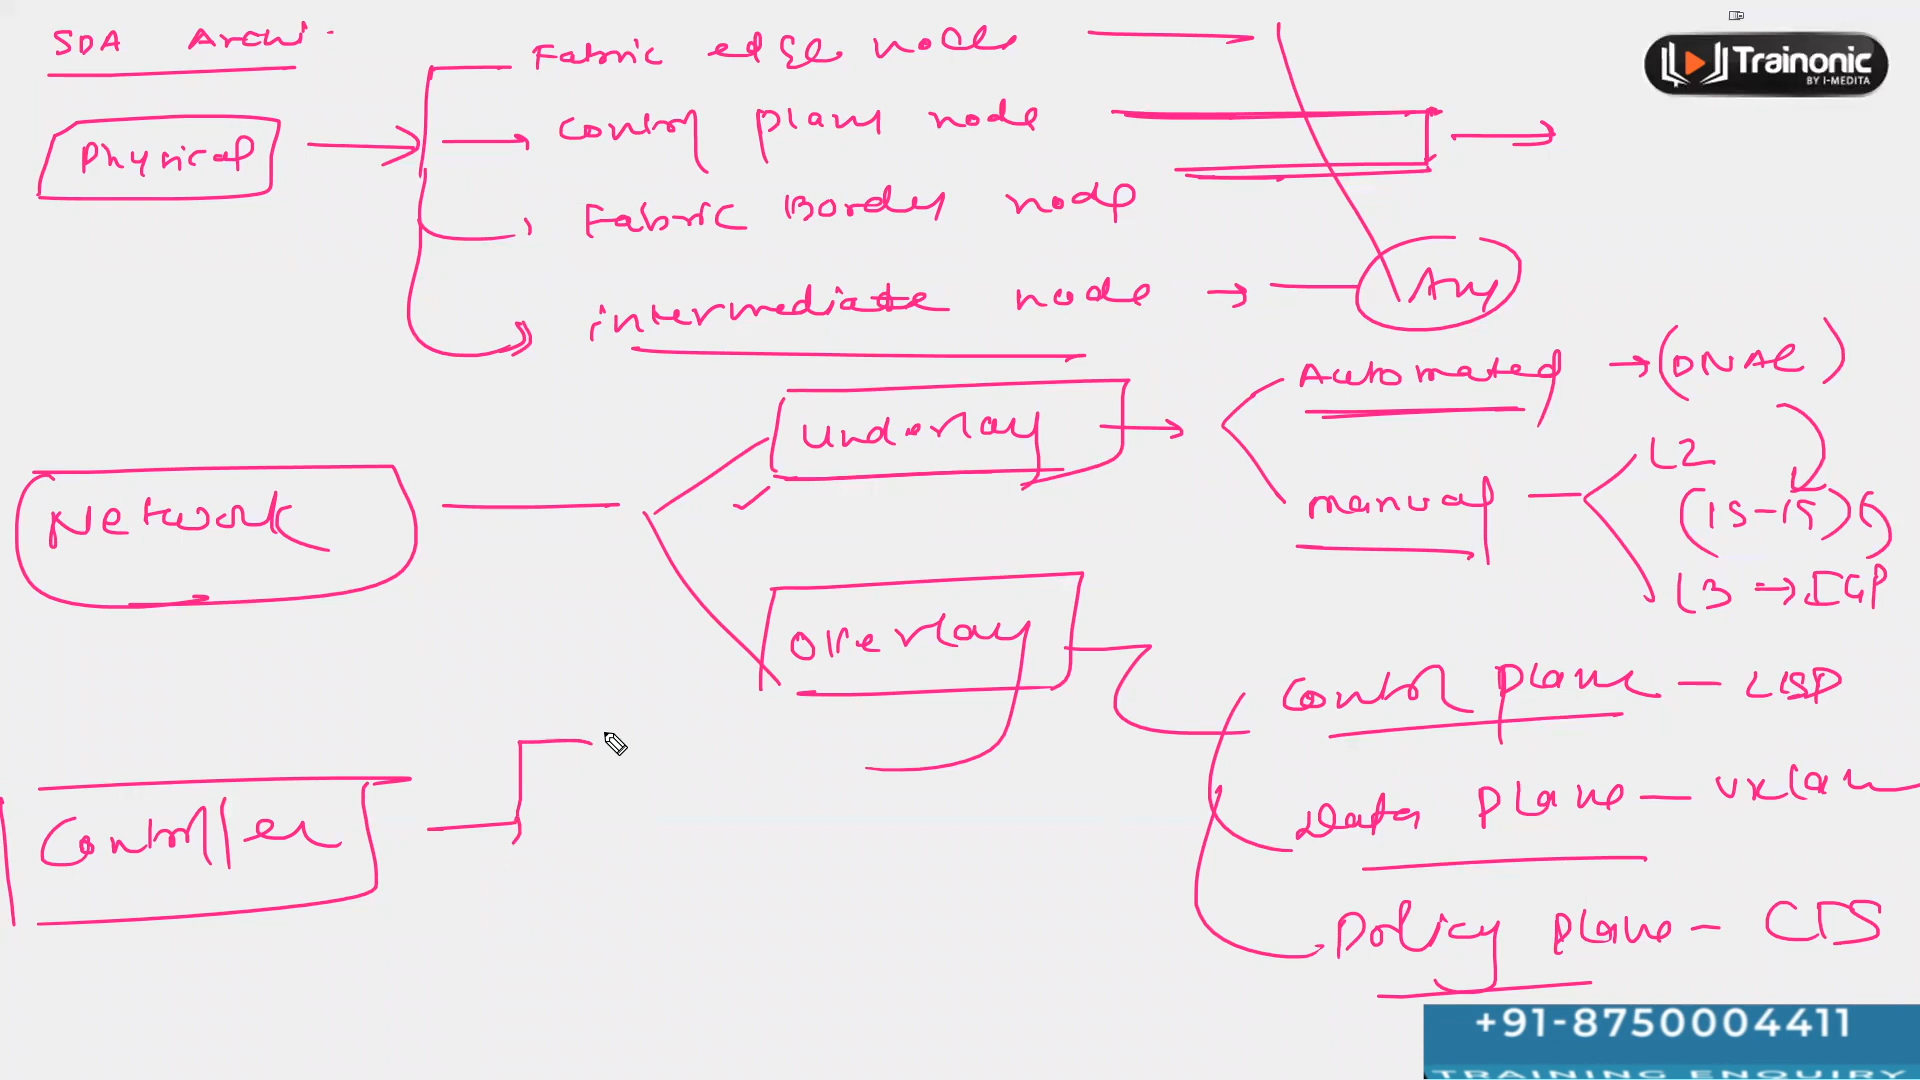 SDA Archi.
Fabric edge node
Physical
control plane node
Fabric Border node
intermediate node
Any
Automated → (DNAC)
Underlay
L2
manual
(IS-IS)
Network
L3 → IGP
Overlay
Control plane - LISP
Data plane - vxlan
Controller
Policy plane - CTS
Trainonic
BY I-MEDITA
+91-8750004411
TRAINING ENQUIRY